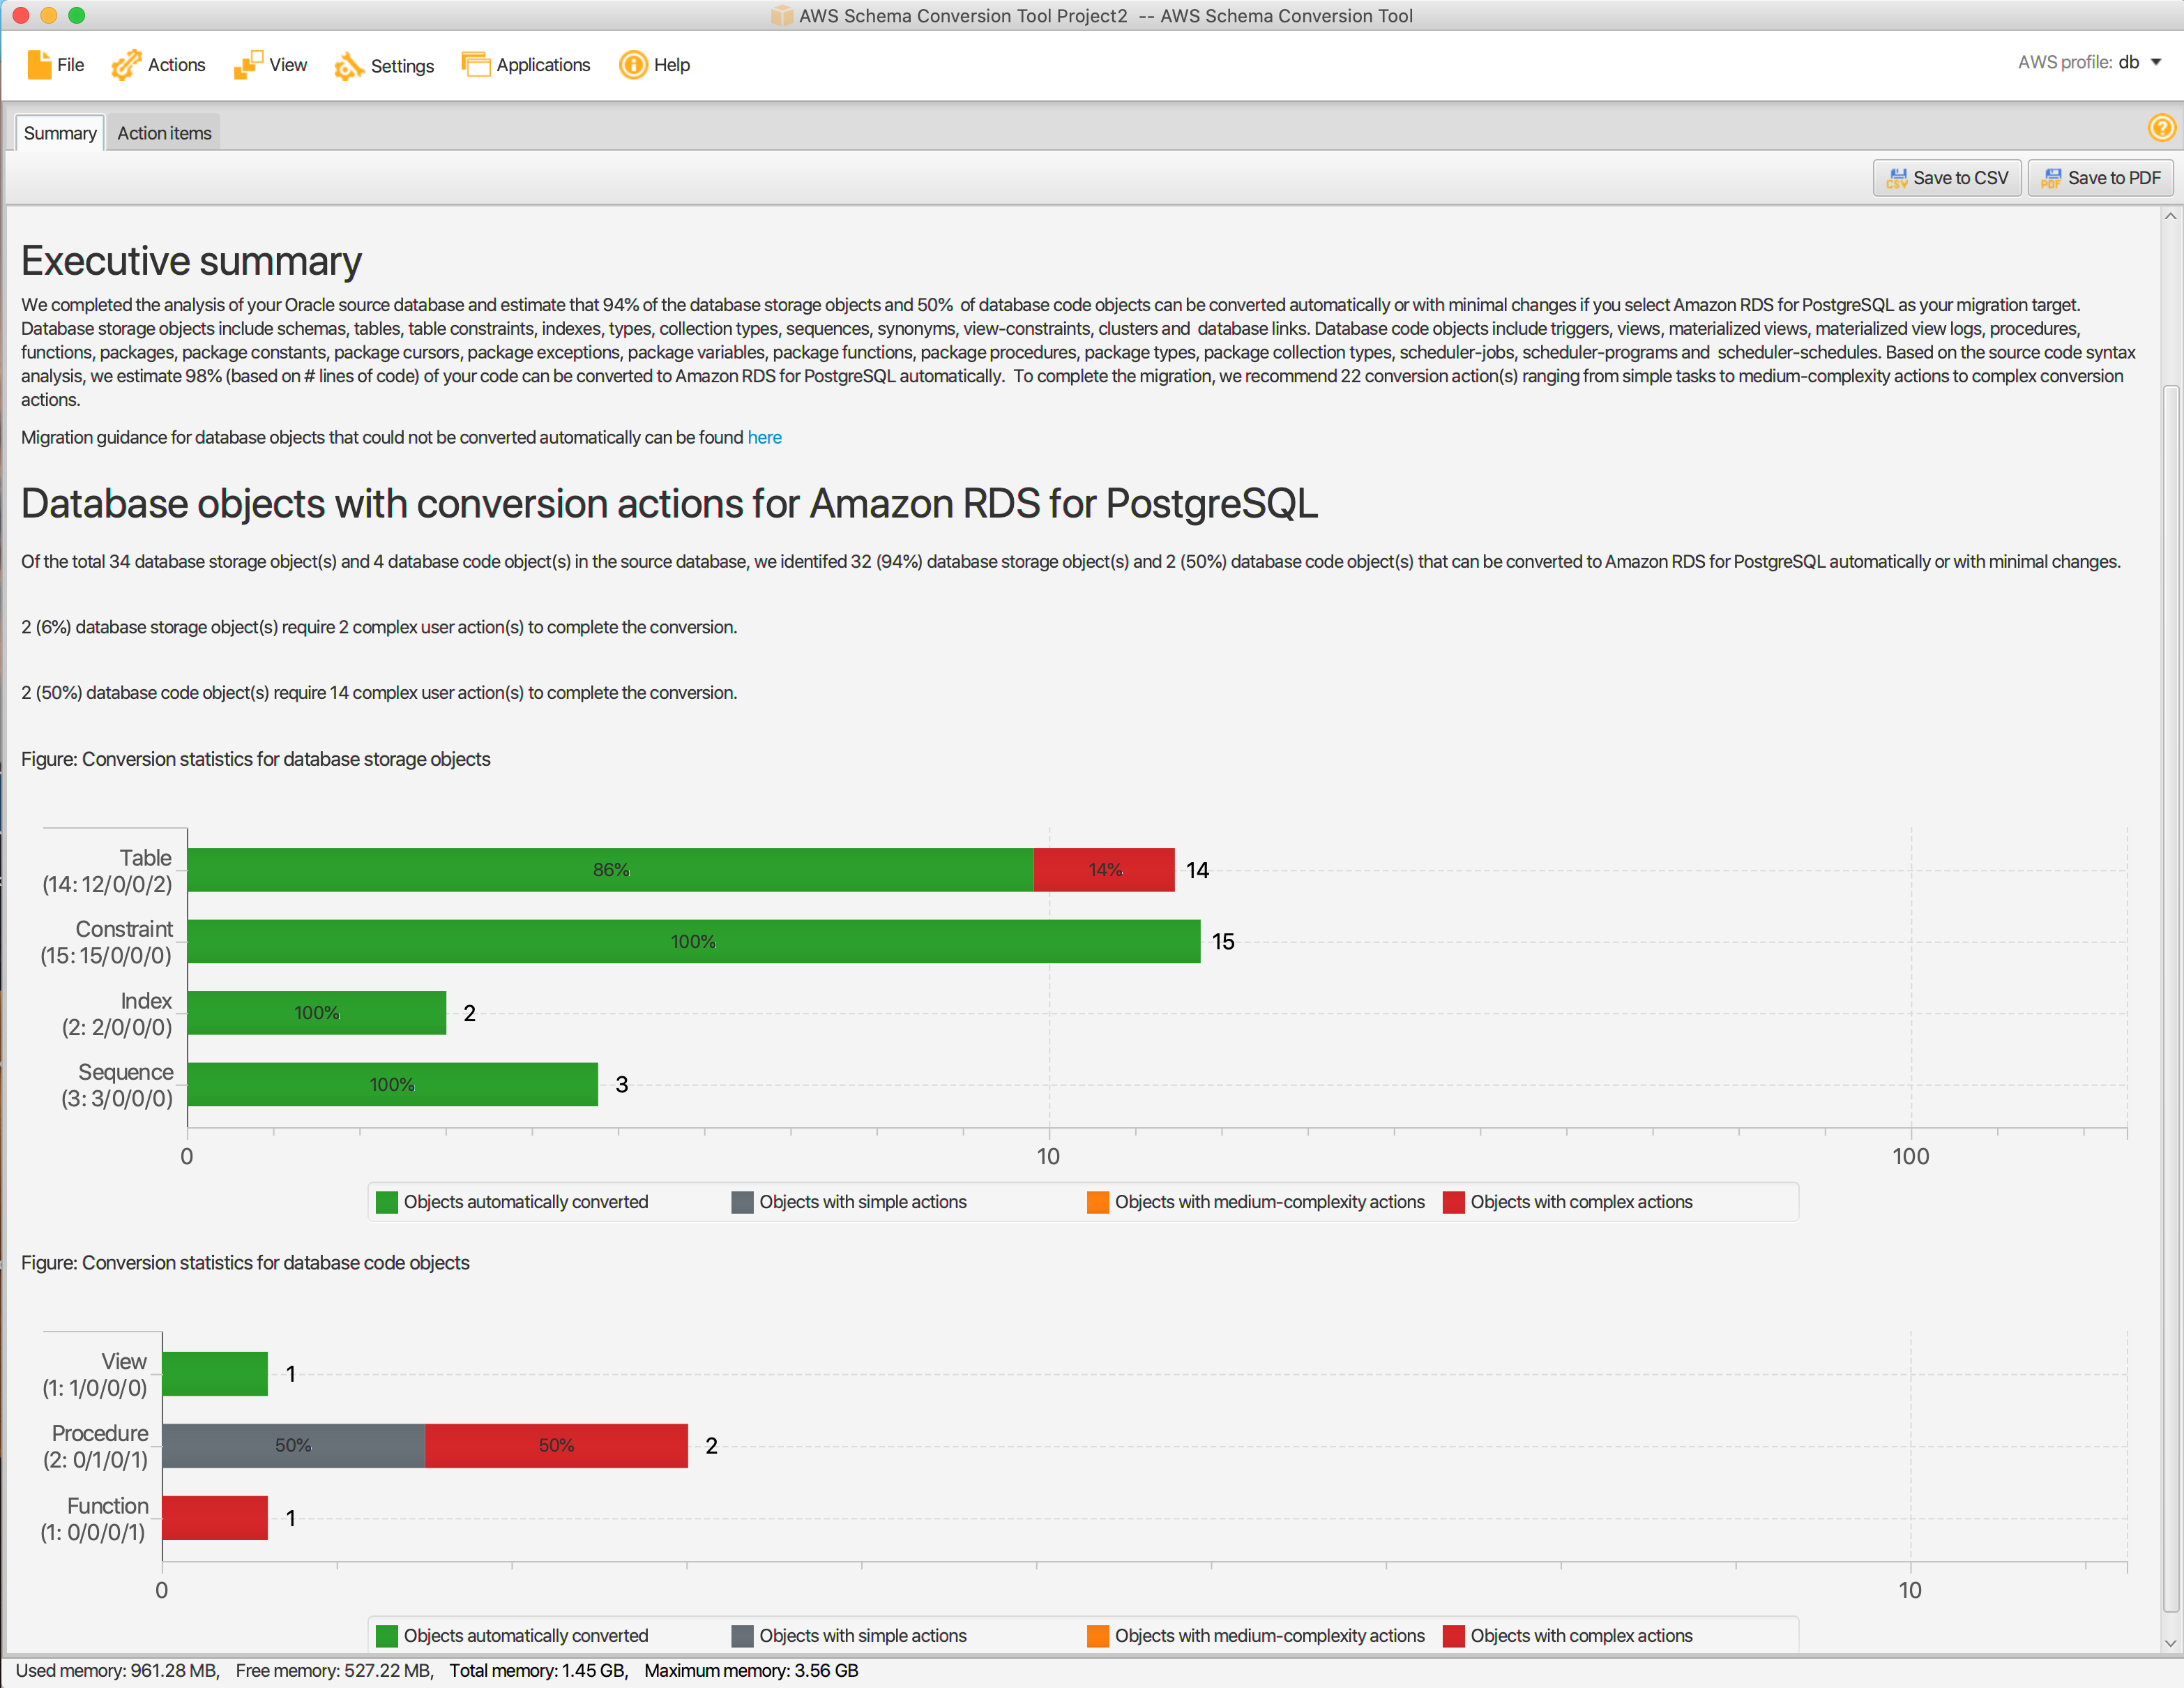 AWS Schema Conversion Tool Project2 -- AWS Schema Conversion Tool
File Actions View Settings Applications Help AWS profile: db
Summary Action items
CSV Save to CSV PDF Save to PDF
Executive summary
We completed the analysis of your Oracle source database and estimate that 94% of the database storage objects and 50% of database code objects can be converted automatically or with minimal changes if you select Amazon RDS for PostgreSQL as your migration target.
Database storage objects include schemas, tables, table constraints, indexes, types, collection types, sequences, synonyms, view-constraints, clusters and database links. Database code objects include triggers, views, materialized views, materialized view logs, procedures,
functions, packages, package constants, package cursors, package exceptions, package variables, package functions, package procedures, package types, package collection types, scheduler-jobs, scheduler-programs and scheduler-schedules. Based on the source code syntax
analysis, we estimate 98% (based on # lines of code) of your code can be converted to Amazon RDS for PostgreSQL automatically. To complete the migration, we recommend 22 conversion action(s) ranging from simple tasks to medium-complexity actions to complex conversion
actions.
Migration guidance for database objects that could not be converted automatically can be found here
Database objects with conversion actions for Amazon RDS for PostgreSQL
Of the total 34 database storage object(s) and 4 database code object(s) in the source database, we identifed 32 (94%) database storage object(s) and 2 (50%) database code object(s) that can be converted to Amazon RDS for PostgreSQL automatically or with minimal changes.
2 (6%) database storage object(s) require 2 complex user action(s) to complete the conversion.
2 (50%) database code object(s) require 14 complex user action(s) to complete the conversion.
Figure: Conversion statistics for database storage objects
Table
(14: 12/0/0/2)
86% 14% 14
Constraint
(15: 15/0/0/0)
100% 15
Index
(2: 2/0/0/0)
100% 2
Sequence
(3: 3/0/0/0)
100% 3
0 10 100
Objects automatically converted Objects with simple actions Objects with medium-complexity actions Objects with complex actions
Figure: Conversion statistics for database code objects
View
(1: 1/0/0/0)
1
Procedure
(2: 0/1/0/1)
50% 50% 2
Function
(1: 0/0/0/1)
1
0 10
Objects automatically converted Objects with simple actions Objects with medium-complexity actions Objects with complex actions
Used memory: 961.28 MB, Free memory: 527.22 MB, Total memory: 1.45 GB, Maximum memory: 3.56 GB